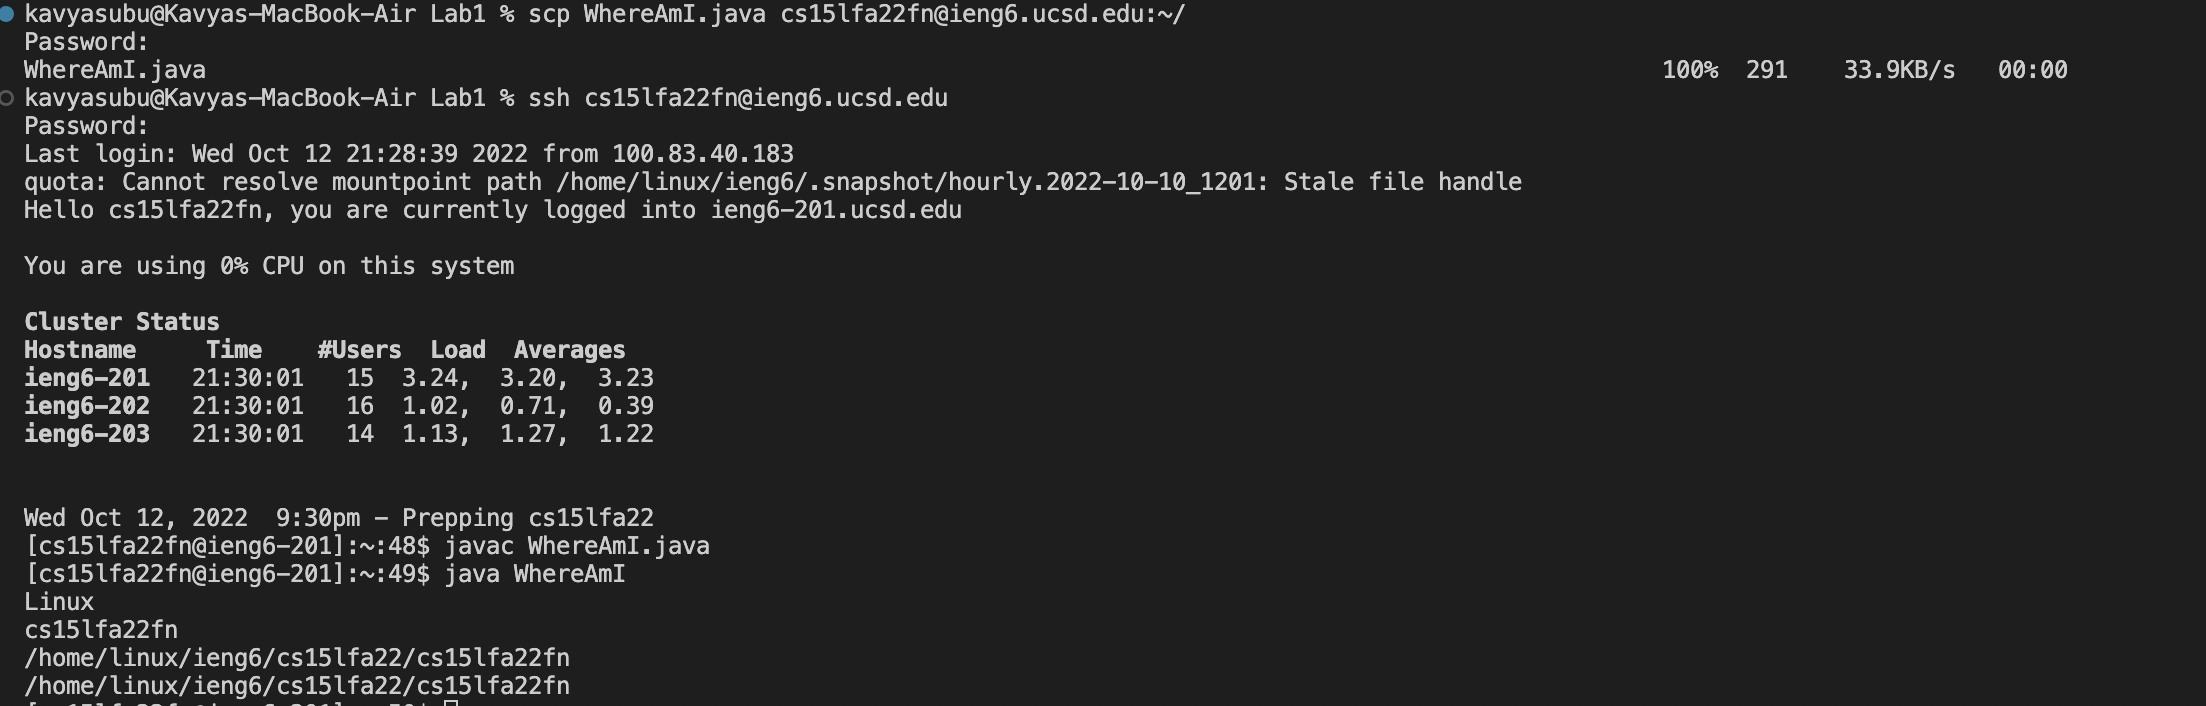 kavyasubu@Kavyas-MacBook-Air Lab1 % scp WhereAmI.java cs15lfa22fn@ieng6.ucsd.edu:~/
Password:
WhereAmI.java 100% 291 33.9KB/s 00:00
kavyasubu@Kavyas-MacBook-Air Lab1 % ssh cs15lfa22fn@ieng6.ucsd.edu
Password:
Last login: Wed Oct 12 21:28:39 2022 from 100.83.40.183
quota: Cannot resolve mountpoint path /home/linux/ieng6/.snapshot/hourly.2022-10-10_1201: Stale file handle
Hello cs15lfa22fn, you are currently logged into ieng6-201.ucsd.edu
You are using 0% CPU on this system
Cluster Status
Hostname Time #Users Load Averages
ieng6-201 21:30:01 15 3.24, 3.20, 3.23
ieng6-202 21:30:01 16 1.02, 0.71, 0.39
ieng6-203 21:30:01 14 1.13, 1.27, 1.22
Wed Oct 12, 2022 9:30pm - Prepping cs15lfa22
[cs15lfa22fn@ieng6-201]:~:48$ javac WhereAmI.java
[cs15lfa22fn@ieng6-201]:~:49$ java WhereAmI
Linux
cs15lfa22fn
/home/linux/ieng6/cs15lfa22/cs15lfa22fn
/home/linux/ieng6/cs15lfa22/cs15lfa22fn